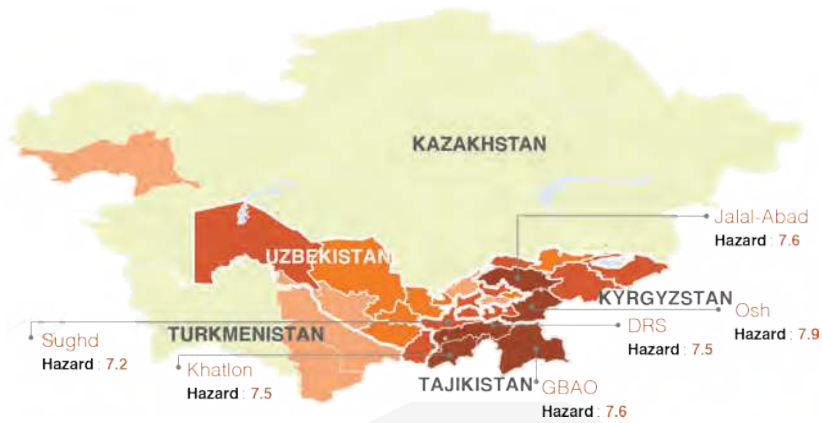 KAZAKHSTAN
Jalal-Abad
Hazard : 7.6
UZBEKISTAN
KYRGYZSTAN
Osh
Hazard : 7.9
DRS
Hazard : 7.5
TURKMENISTAN
Sughd
Hazard : 7.2
Khatlon
Hazard : 7.5
TAJIKISTAN
GBAO
Hazard : 7.6